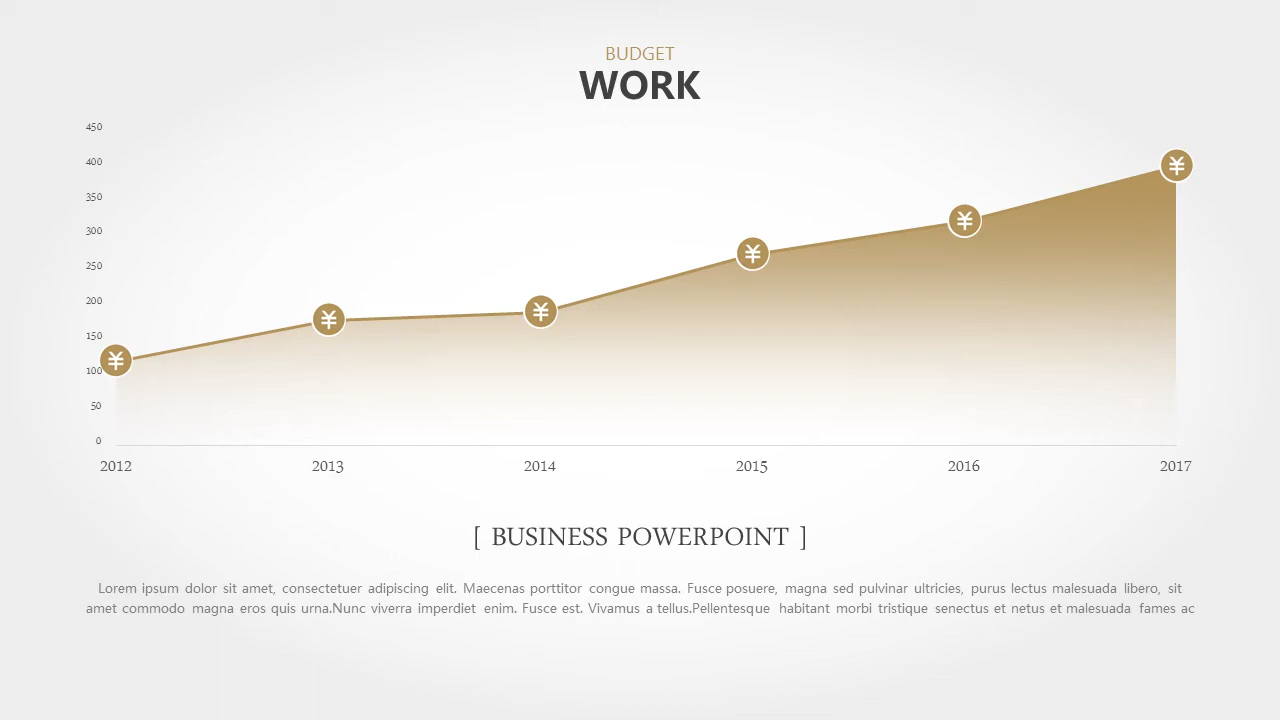 BUDGET
WORK
450
400
350
300
250
200
150
100
50
0
¥
¥
¥
¥
¥
¥
2012 2013 2014 2015 2016 2017
[ BUSINESS POWERPOINT ]
Lorem ipsum dolor sit amet, consectetuer adipiscing elit. Maecenas porttitor congue massa. Fusce posuere, magna sed pulvinar ultricies, purus lectus malesuada libero, sit
amet commodo magna eros quis urna.Nunc viverra imperdiet enim. Fusce est. Vivamus a tellus.Pellentesque habitant morbi tristique senectus et netus et malesuada fames ac